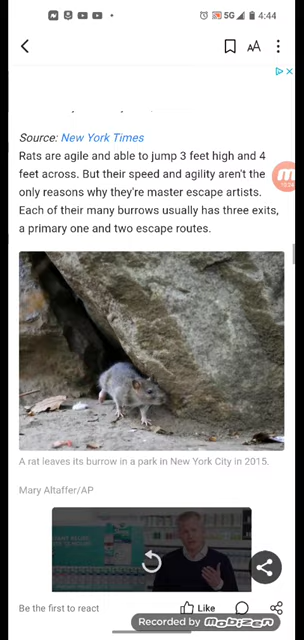 5G 4:44
AA
Source: New York Times
Rats are agile and able to jump 3 feet high and 4
feet across. But their speed and agility aren't the
only reasons why they're master escape artists.
Each of their many burrows usually has three exits,
a primary one and two escape routes.
A rat leaves its burrow in a park in New York City in 2015.
Mary Altaffer/AP
Be the first to react
Like
Recorded by mobizen